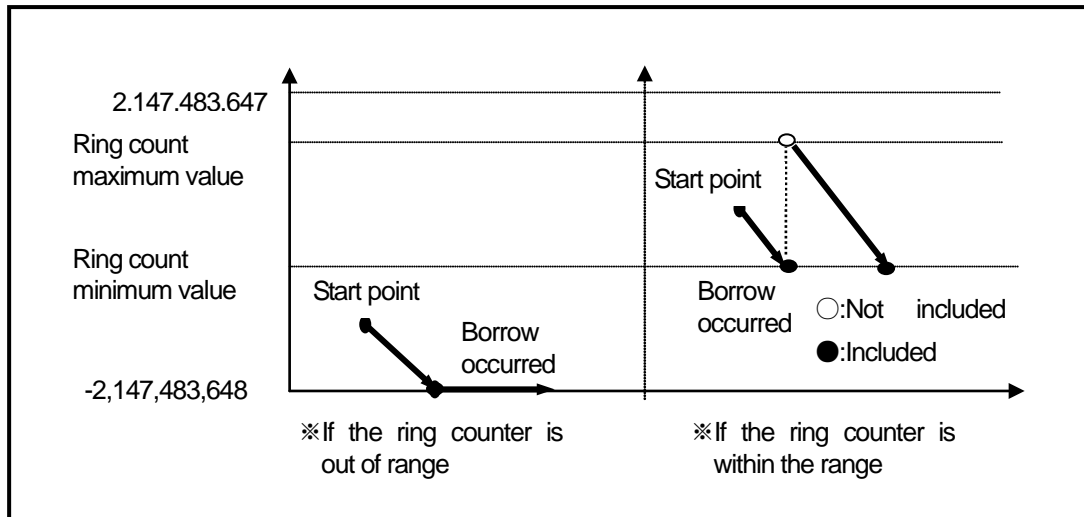 2.147.483.647
Ring count
maximum value
Ring count
minimum value
-2,147,483,648
Start point
Borrow
occurred
※If the ring counter is
out of range
Start point
Borrow
occurred
○:Not included
●:Included
※If the ring counter is
within the range